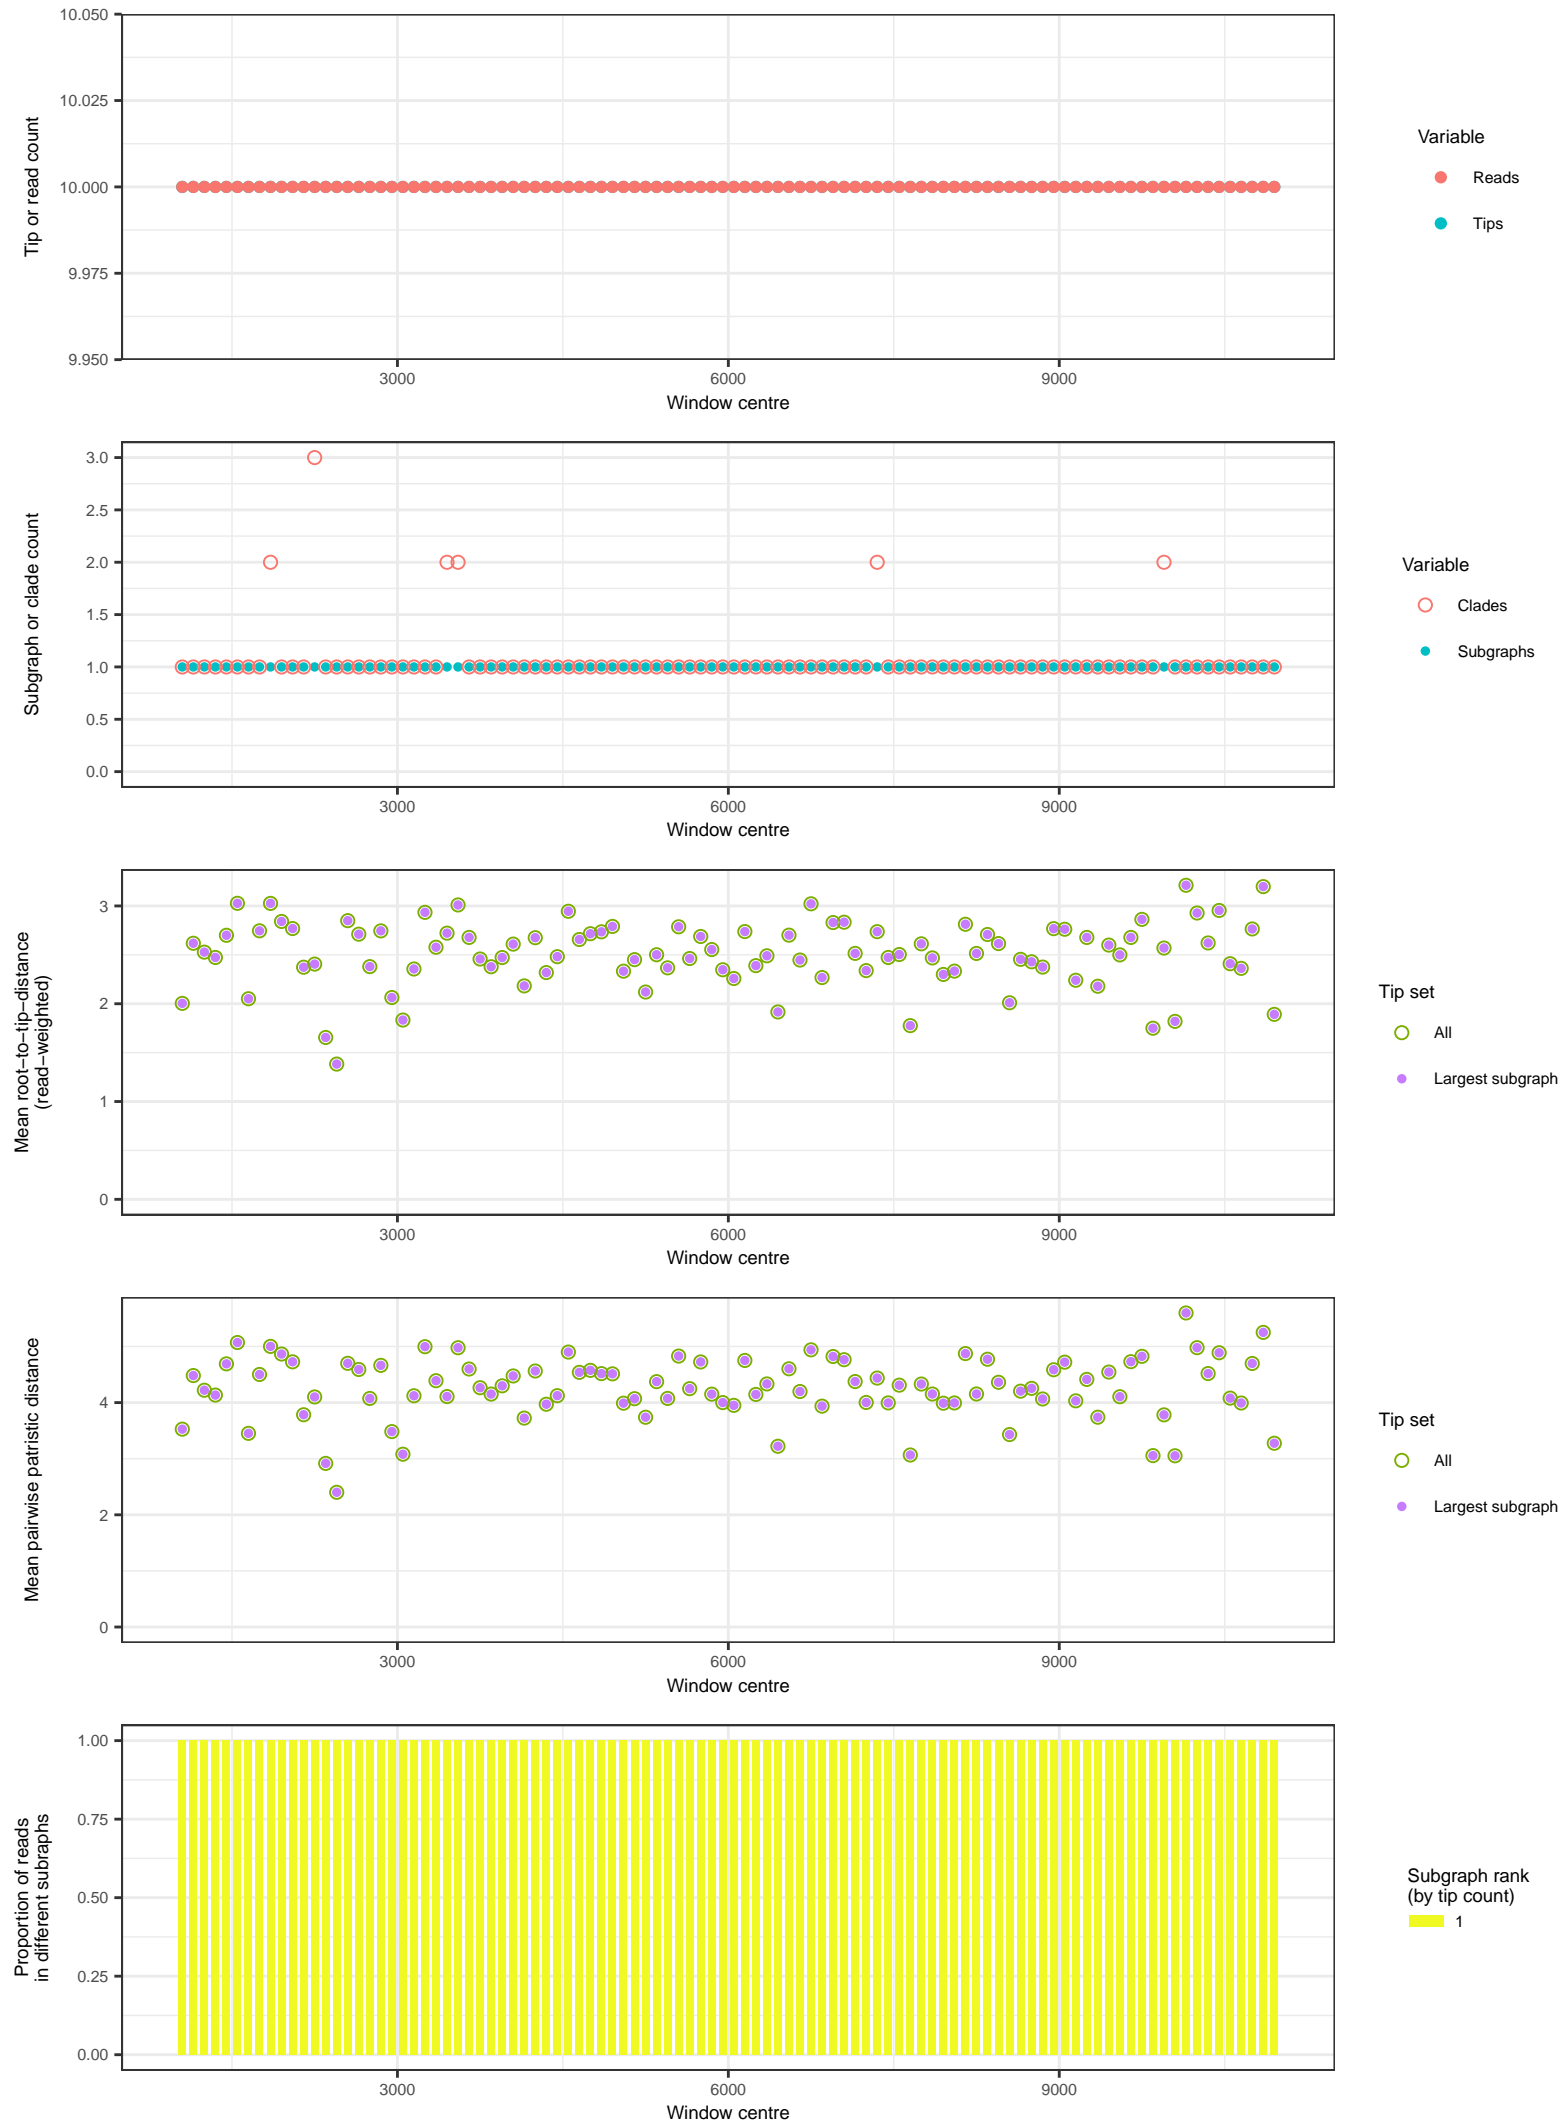 10.050
10.025
10.000
9.975
9.950
Tip or read count
3000
6000
9000
Window centre
Variable
Reads
Tips
3.0
2.5
2.0
1.5
1.0
0.5
0.0
Subgraph or clade count
3000
6000
9000
Window centre
Variable
Clades
Subgraphs
3
2
1
0
Mean root−to−tip−distance
(read−weighted)
3000
6000
9000
Window centre
Tip set
All
Largest subgraph
4
2
0
Mean pairwise patristic distance
3000
6000
9000
Window centre
Tip set
All
Largest subgraph
1.00
0.75
0.50
0.25
0.00
Proportion of reads
in different subraphs
3000
6000
9000
Window centre
Subgraph rank
(by tip count)
1